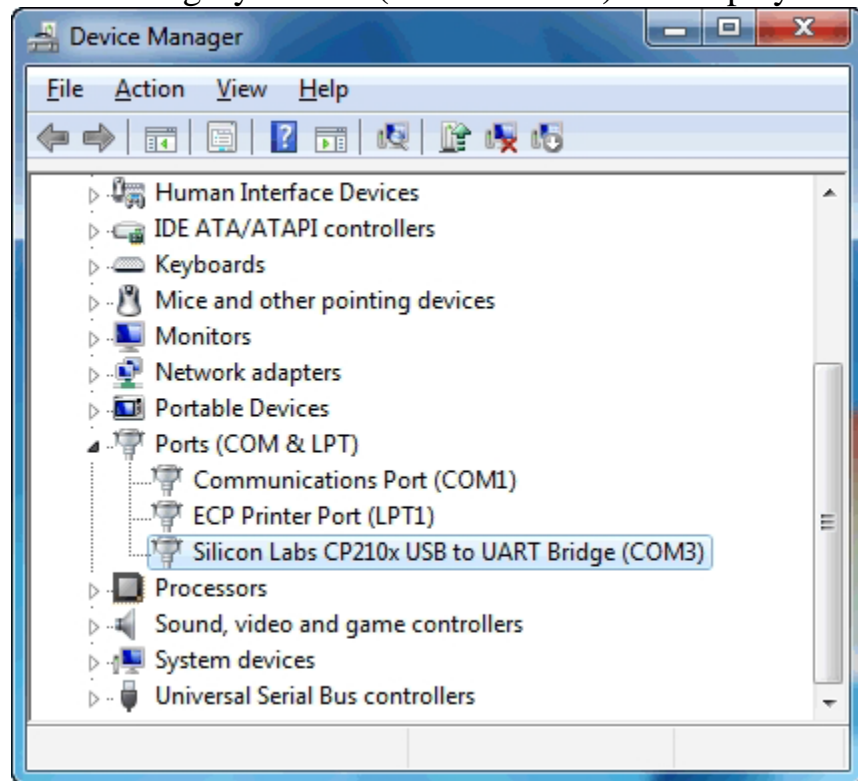 Device Manager
File Action View Help
Human Interface Devices
IDE ATA/ATAPI controllers
Keyboards
Mice and other pointing devices
Monitors
Network adapters
Portable Devices
Ports (COM & LPT)
Communications Port (COM1)
ECP Printer Port (LPT1)
Silicon Labs CP210x USB to UART Bridge (COM3)
Processors
Sound, video and game controllers
System devices
Universal Serial Bus controllers